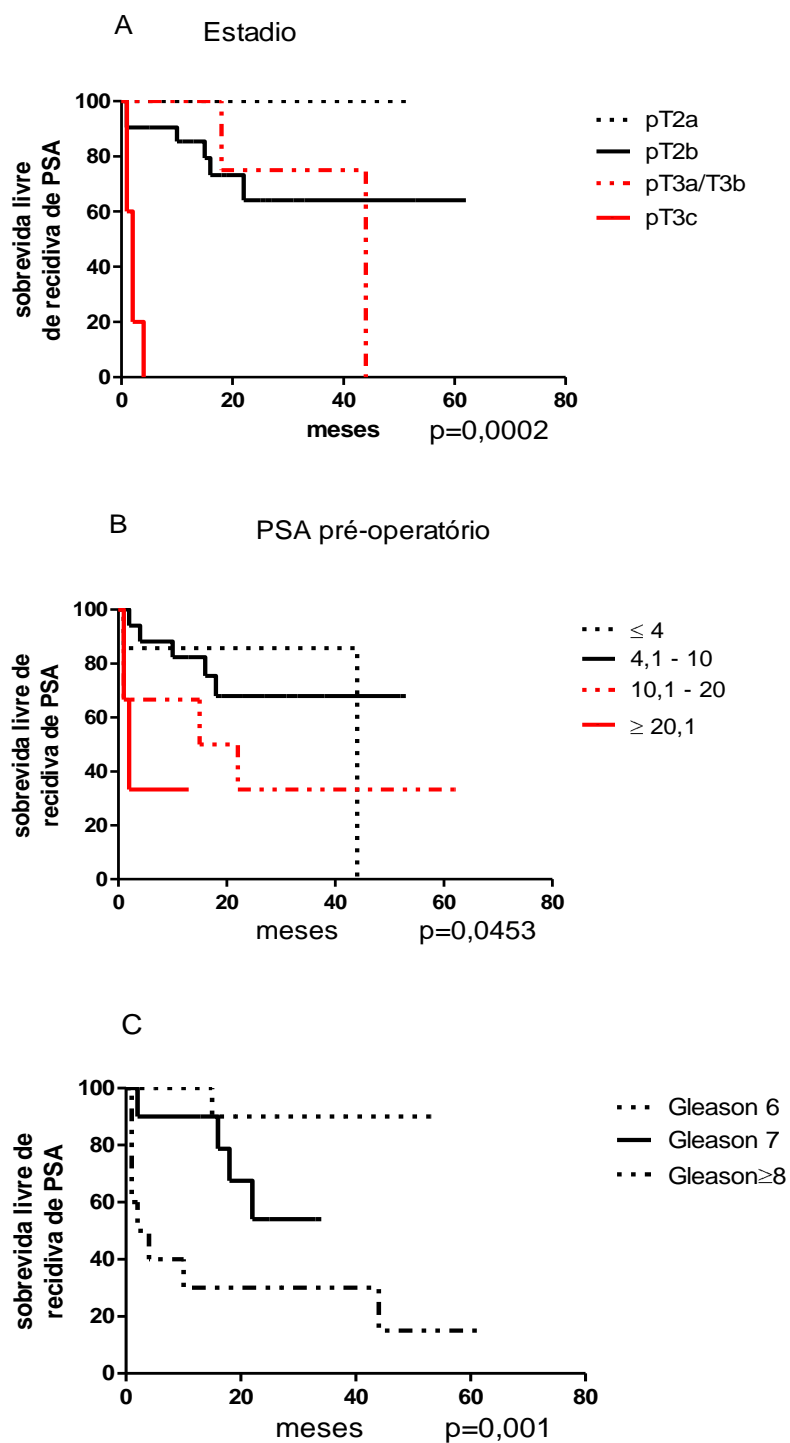 A
Estadio
100
80
60
40
20
0
sobrevida livre
de recidiva de PSA
0 20 40 60 80
meses
p=0,0002
pT2a
pT2b
pT3a/T3b
pT3c
B
PSA pré-operatório
100
80
60
40
20
0
sobrevida livre de
recidiva de PSA
0 20 40 60 80
meses
p=0,0453
≤ 4
4,1 - 10
10,1 - 20
≥ 20,1
C
100
80
60
40
20
0
sobrevida livre de
recidiva de PSA
0 20 40 60 80
meses
p=0,001
Gleason 6
Gleason 7
Gleason≥8